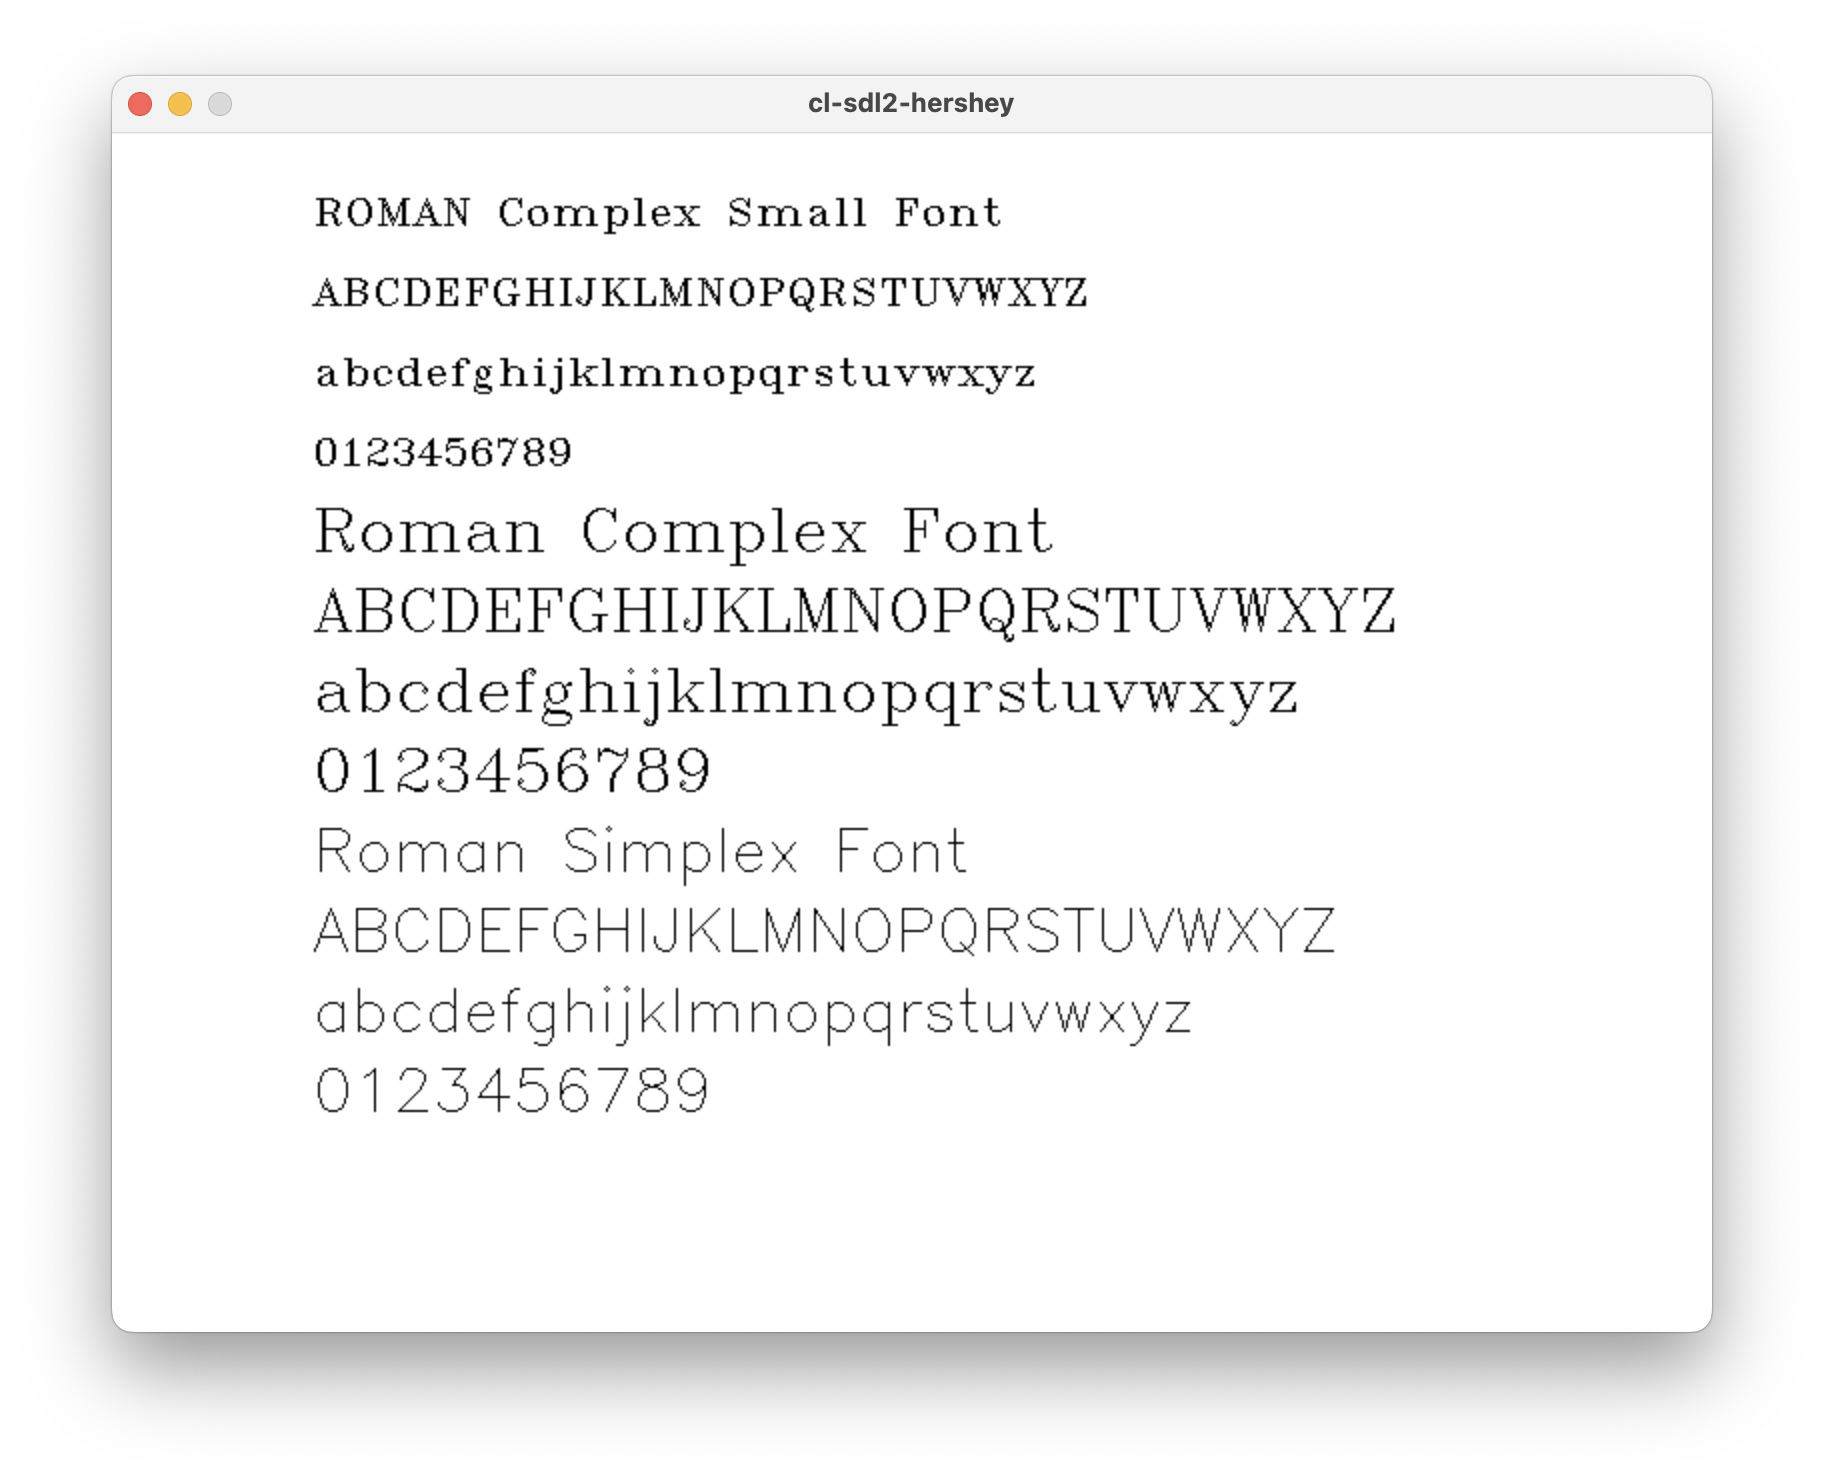 cl-sdl2-hershey
ROMAN Complex Small Font
ABCDEFGHIJKLMNOPQRSTUVWXYZ
abcdefghijklmnopqrstuvwxyz
0123456789
Roman Complex Font
ABCDEFGHIJKLMNOPQRSTUVWXYZ
abcdefghijklmnopqrstuvwxyz
0123456789
Roman Simplex Font
ABCDEFGHIJKLMNOPQRSTUVWXYZ
abcdefghijklmnopqrstuvwxyz
0123456789